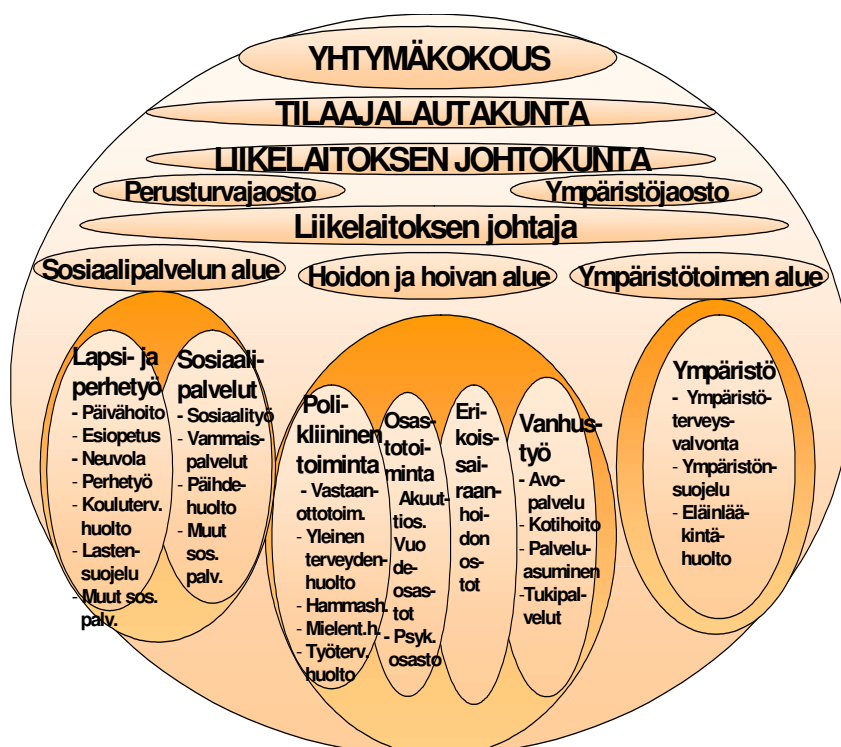 YHTYMÄKOKOUS
TILAAJALAUTAKUNTA
LIIKELAITOKSEN JOHTOKUNTA
Perusturvajaosto
Ympäristöjaosto
Liikelaitoksen johtaja
Sosiaalipalvelun alue
Hoidon ja hoivan alue
Ympäristötoimen alue
Lapsi- ja
perhetyö
- Päivähoito
- Esiopetus
- Neuvola
- Perhetyö
- Kouluterv.
huolto
- Lasten-
suojelu
- Muut sos.
palv.
Sosiaali-
palvelut
- Sosiaalityö
- Vammais-
palvelut
- Päihde-
huolto
- Muut
sos.
palv.
Poli-
kliininen
toiminta
- Vastaan-
ottotoim.
- Yleinen
terveyden-
huolto
- Hammash.
- Mielent.h.
- Työterv.
huolto
Osas-
totoi-
minta
- Akuut-
tios.
Vuo
de-
osas-
tot
- Psyk.
osasto
Eri-
kois-
sai-
raan-
hoi-
don
os-
tot
Vanhus-
työ
- Avo-
palvelu
- Kotihoito
- Palvelu-
asuminen
- Tukipal-
velut
Ympäristö
- Ympäristö-
terveys-
valvonta
- Ympäristön-
suojelu
- Eläinlää-
kintä-
huolto